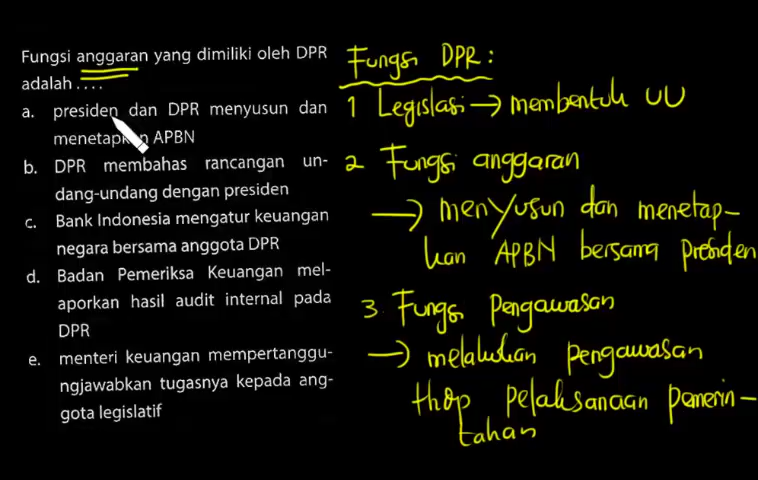 Fungsi anggaran yang dimiliki oleh DPR
adalah ....
a. presiden dan DPR menyusun dan
menetapkan APBN
b. DPR membahas rancangan un-
dang-undang dengan presiden
c. Bank Indonesia mengatur keuangan
negara bersama anggota DPR
d. Badan Pemeriksa Keuangan mel-
aporkan hasil audit internal pada
DPR
e. menteri keuangan mempertanggu-
ngjawabkan tugasnya kepada ang-
gota legislatif
Fungsi DPR :
1 Legislasi → membentuk UU
2 Fungsi anggaran
→ menyusun dan menetap-
kan APBN bersama Presiden
3. Fungsi Pengawasan
→ melakukan pengawasan
thdp pelaksanaan pemerin-
tahan